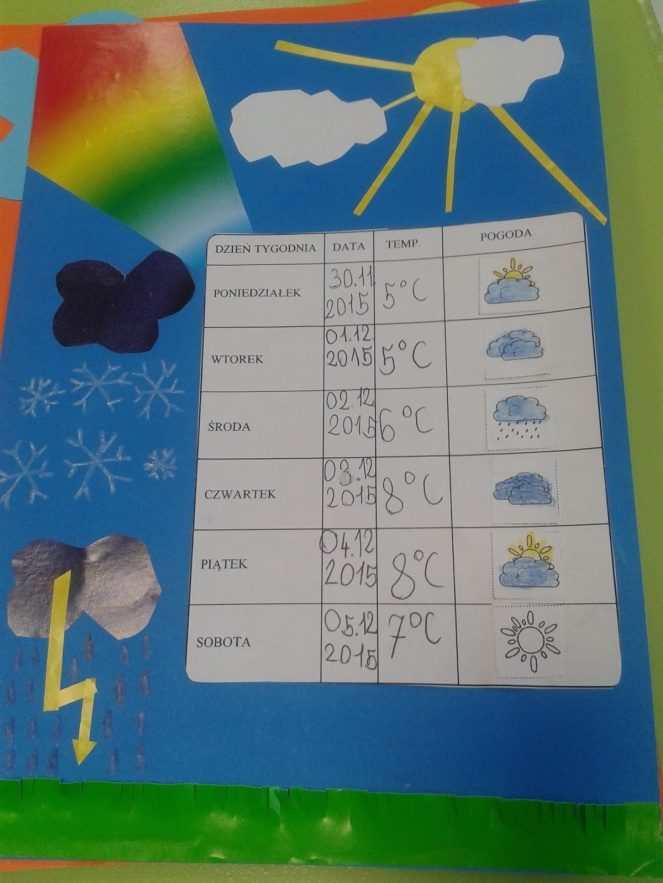 DZIEŃ TYGODNIA DATA TEMP. POGODA
PONIEDZIAŁEK 30.11 2015 5°C
WTOREK 01.12 2015 5°C
ŚRODA 02.12 2015 6°C
CZWARTEK 03.12 2015 8°C
PIĄTEK 04.12 2015 8°C
SOBOTA 05.12 2015 7°C